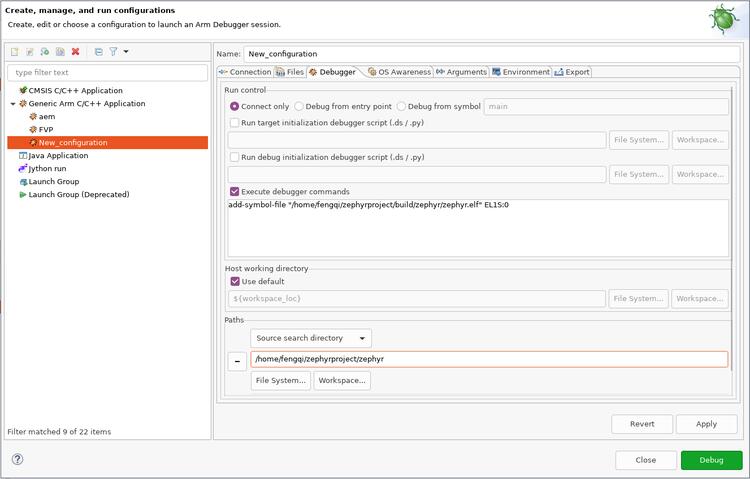 Create, manage, and run configurations
Create, edit or choose a configuration to launch an Arm Debugger session.
type filter text
CMSIS C/C++ Application
Generic Arm C/C++ Application
aem
FVP
New_configuration
Java Application
Jython run
Launch Group
Launch Group (Deprecated)
Filter matched 9 of 22 items
Name: New_configuration
Connection Files Debugger OS Awareness Arguments Environment Export
Run control
Connect only Debug from entry point Debug from symbol main
Run target initialization debugger script (.ds / .py)
File System... Workspace...
Run debug initialization debugger script (.ds / .py)
File System... Workspace...
Execute debugger commands
add-symbol-file "/home/fengqi/zephyrproject/build/zephyr/zephyr.elf" EL1S:0
Host working directory
Use default
${workspace_loc} File System... Workspace...
Paths
Source search directory
/home/fengqi/zephyrproject/zephyr
File System... Workspace...
Revert Apply
Close Debug